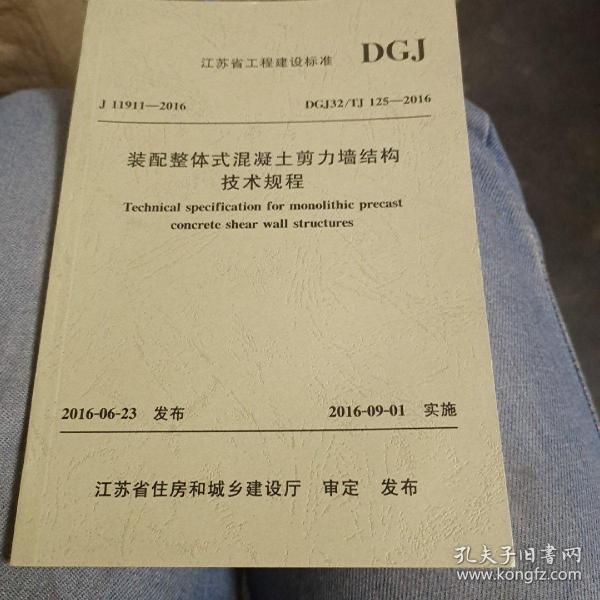 江苏省工程建设标准 DGJ
J 11911—2016 DGJ32/TJ 125—2016
装配整体式混凝土剪力墙结构
技术规程
Technical specification for monolithic precast
concrete shear wall structures
2016-06-23 发布 2016-09-01 实施
江苏省住房和城乡建设厅 审定 发布
孔夫子旧书网
www.kongfz.com